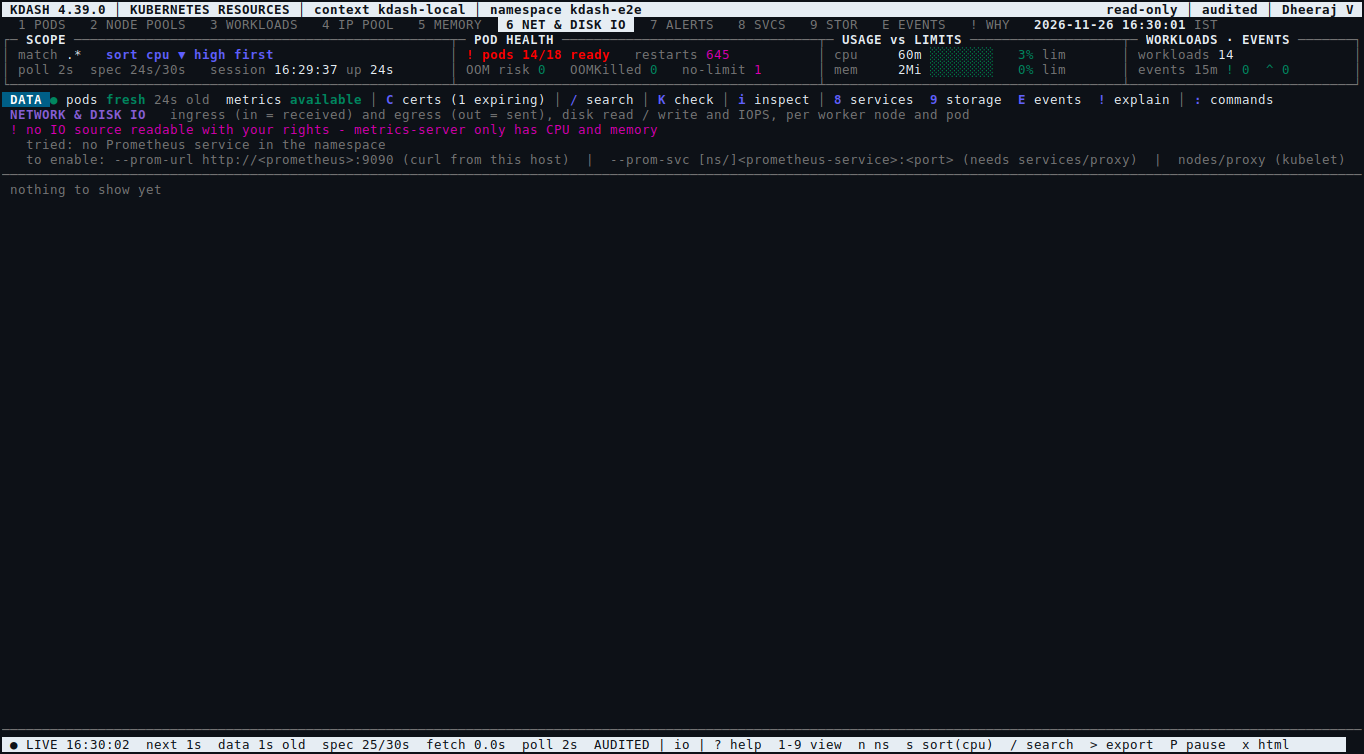 KDASH 4.39.0 │ KUBERNETES RESOURCES │ context kdash-local │ namespace kdash-e2e read-only │ audited │ Dheeraj V
1 PODS 2 NODE POOLS 3 WORKLOADS 4 IP POOL 5 MEMORY 6 NET & DISK IO 7 ALERTS 8 SVCS 9 STOR E EVENTS ! WHY 2026-11-26 16:30:01 IST
SCOPE POD HEALTH USAGE vs LIMITS WORKLOADS · EVENTS
match .* sort cpu ▼ high first ! pods 14/18 ready restarts 645 cpu 60m 3% lim workloads 14
poll 2s spec 24s/30s session 16:29:37 up 24s OOM risk 0 OOMKilled 0 no-limit 1 mem 2Mi 0% lim events 15m ! 0 ^ 0
DATA ● pods fresh 24s old metrics available │ C certs (1 expiring) │ / search │ K check │ i inspect │ 8 services 9 storage E events ! explain │ : commands
NETWORK & DISK IO ingress (in = received) and egress (out = sent), disk read / write and IOPS, per worker node and pod
! no IO source readable with your rights - metrics-server only has CPU and memory
tried: no Prometheus service in the namespace
to enable: --prom-url http://<prometheus>:9090 (curl from this host) | --prom-svc [ns/]<prometheus-service>:<port> (needs services/proxy) | nodes/proxy (kubelet)
nothing to show yet
● LIVE 16:30:02 next 1s data 1s old spec 25/30s fetch 0.0s poll 2s AUDITED | io | ? help 1-9 view n ns s sort(cpu) / search > export P pause x html